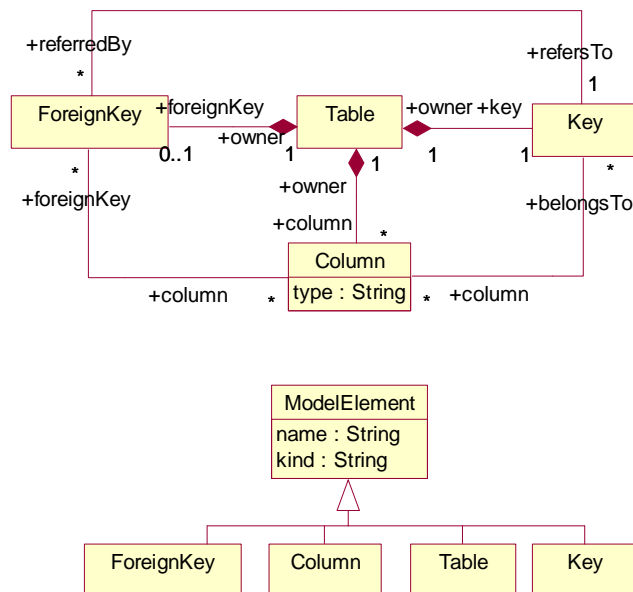 +referredBy
+refersTo
* 1
ForeignKey +foreignKey Table +owner +key Key
+owner
0..1 1 1 1 1
* *
+foreignKey +owner +belongsTo
+column
*
Column
type : String
+column * * +column
ModelElement
name : String
kind : String
ForeignKey Column Table Key